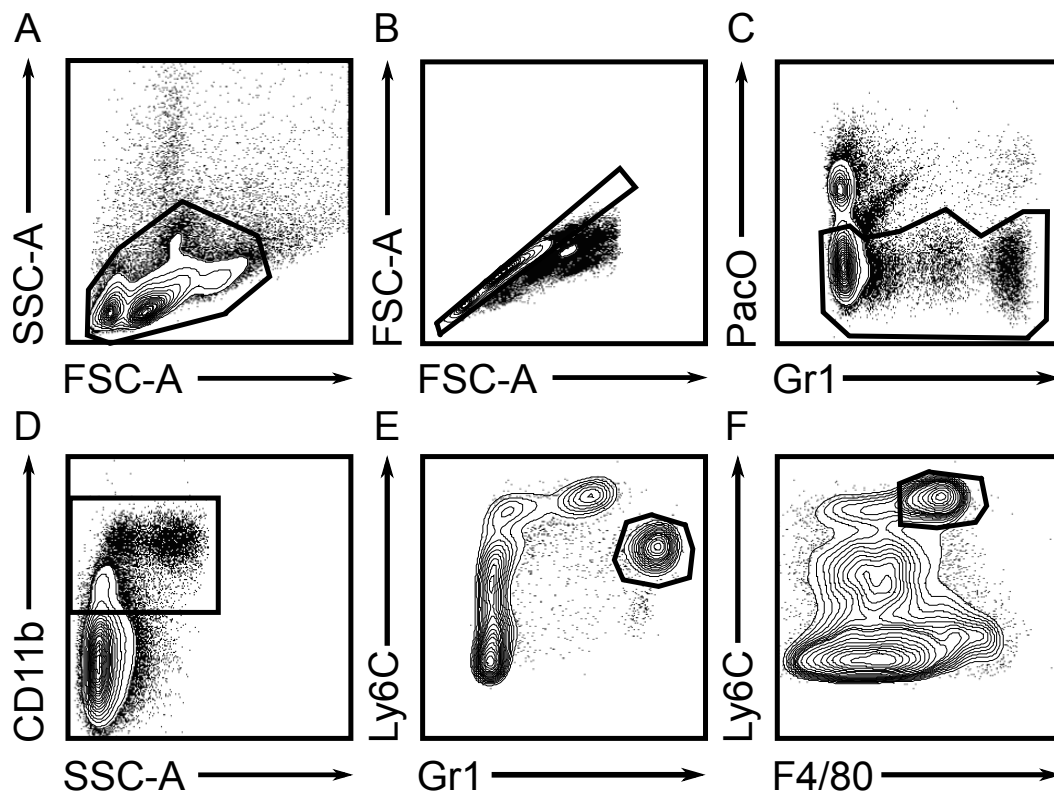 A
SSC-A
FSC-A
B
FSC-A
FSC-A
C
PacO
Gr1
D
CD11b
SSC-A
E
Ly6C
Gr1
F
Ly6C
F4/80